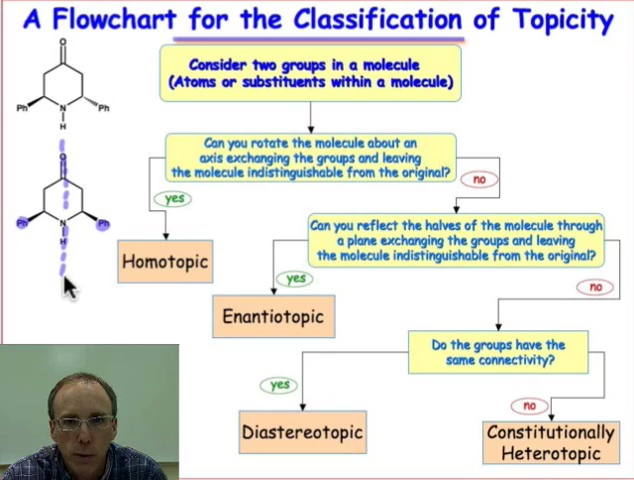 A Flowchart for the Classification of Topicity
Consider two groups in a molecule
(Atoms or substituents within a molecule)
O
Ph
N
Ph
H
Can you rotate the molecule about an
axis exchanging the groups and leaving
the molecule indistinguishable from the original?
yes
no
O
Ph
N
Ph
H
Homotopic
Can you reflect the halves of the molecule through
a plane exchanging the groups and leaving
the molecule indistinguishable from the original?
yes
no
Enantiotopic
Do the groups have the
same connectivity?
yes
no
Diastereotopic
Constitutionally
Heterotopic